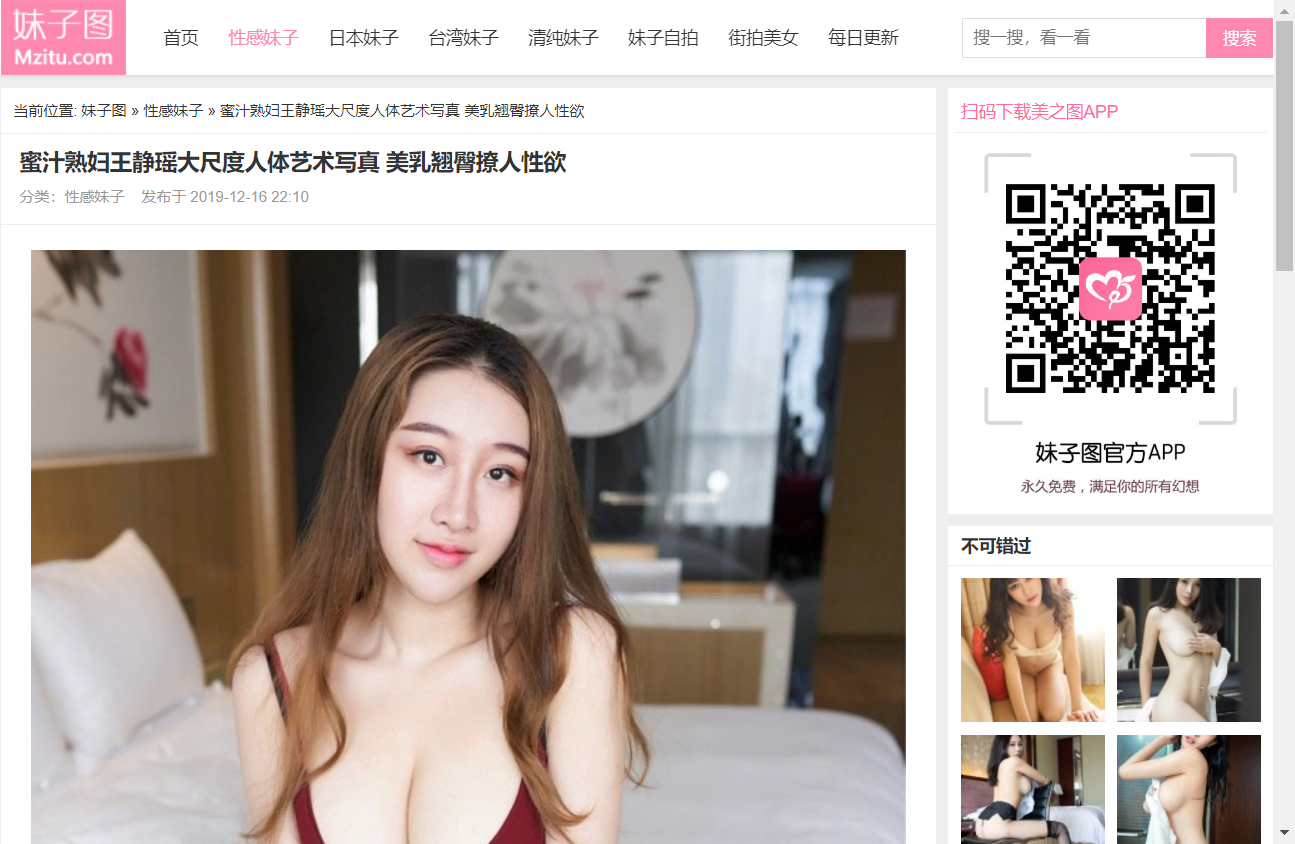 妹子图
Mzitu.com
首页 性感妹子 日本妹子 台湾妹子 清纯妹子 妹子自拍 街拍美女 每日更新
搜一搜，看一看 搜索
当前位置: 妹子图 » 性感妹子 » 蜜汁熟妇王静瑶大尺度人体艺术写真 美乳翘臀撩人性欲
蜜汁熟妇王静瑶大尺度人体艺术写真 美乳翘臀撩人性欲
分类：性感妹子 发布于 2019-12-16 22:10
扫码下载美之图APP
妹子图官方APP
永久免费，满足你的所有幻想
不可错过